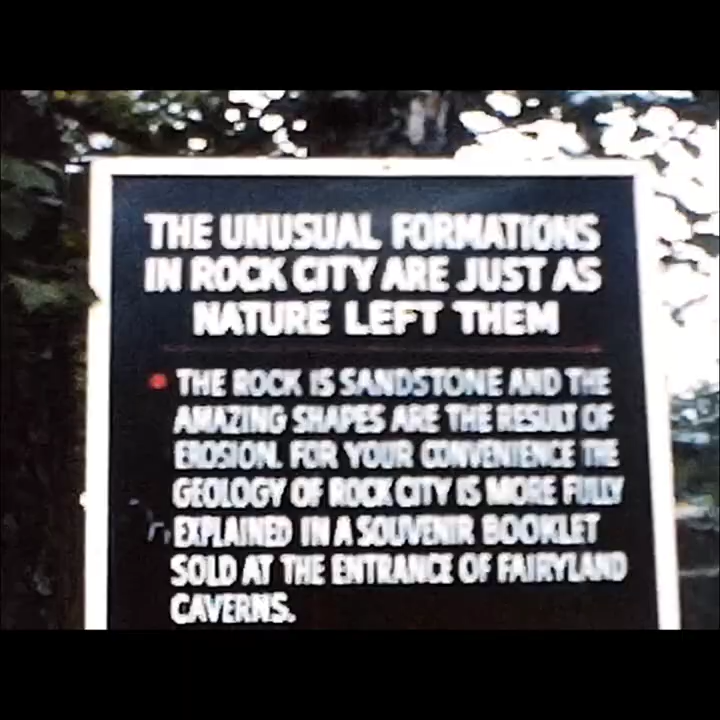 THE UNUSUAL FORMATIONS
IN ROCK CITY ARE JUST AS
NATURE LEFT THEM
• THE ROCK IS SANDSTONE AND THE
AMAZING SHAPES ARE THE RESULT OF
EROSION. FOR YOUR CONVENIENCE THE
GEOLOGY OF ROCK CITY IS MORE FULLY
EXPLAINED IN A SOUVENIR BOOKLET
SOLD AT THE ENTRANCE OF FAIRYLAND
CAVERNS.